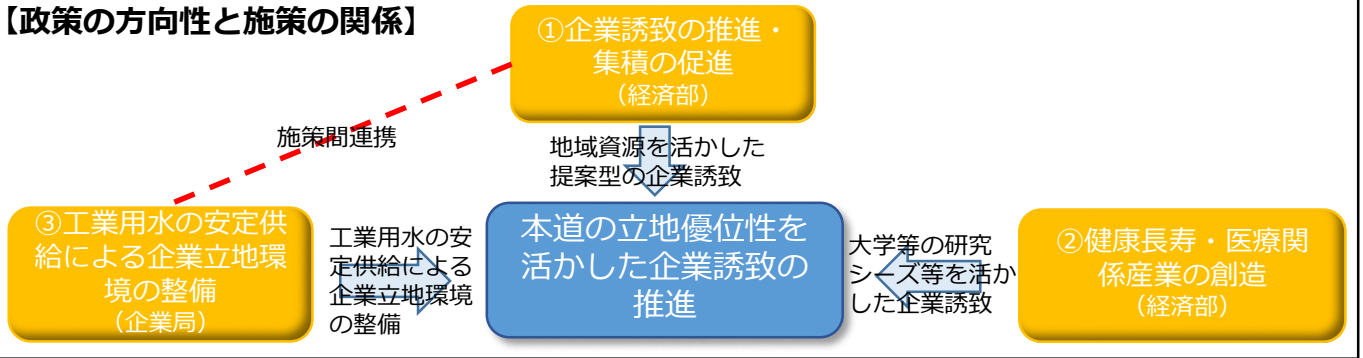 【政策の方向性と施策の関係】
①企業誘致の推進・
集積の促進
（経済部）
施策間連携
地域資源を活かした
提案型の企業誘致
③工業用水の安定供
給による企業立地環
境の整備
（企業局）
工業用水の安
定供給による
企業立地環境
の整備
本道の立地優位性を
活かした企業誘致の
推進
大学等の研究
シーズ等を活か
した企業誘致
②健康長寿・医療関
係産業の創造
（経済部）